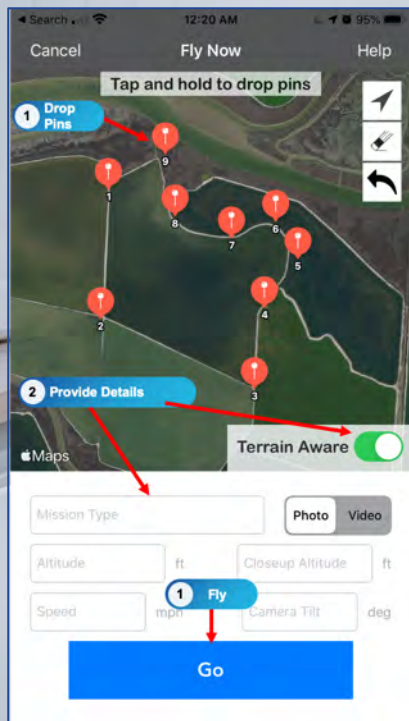 Search
12:20 AM
95%
Cancel
Fly Now
Help
Tap and hold to drop pins
1 Drop
Pins
9
1
8
7
6
5
2
4
3
2 Provide Details
Maps
Terrain Aware
Mission Type
Photo
Video
Altitude
ft
Closeup Altitude
ft
1 Fly
Speed
mph
Camera Tilt
deg
Go